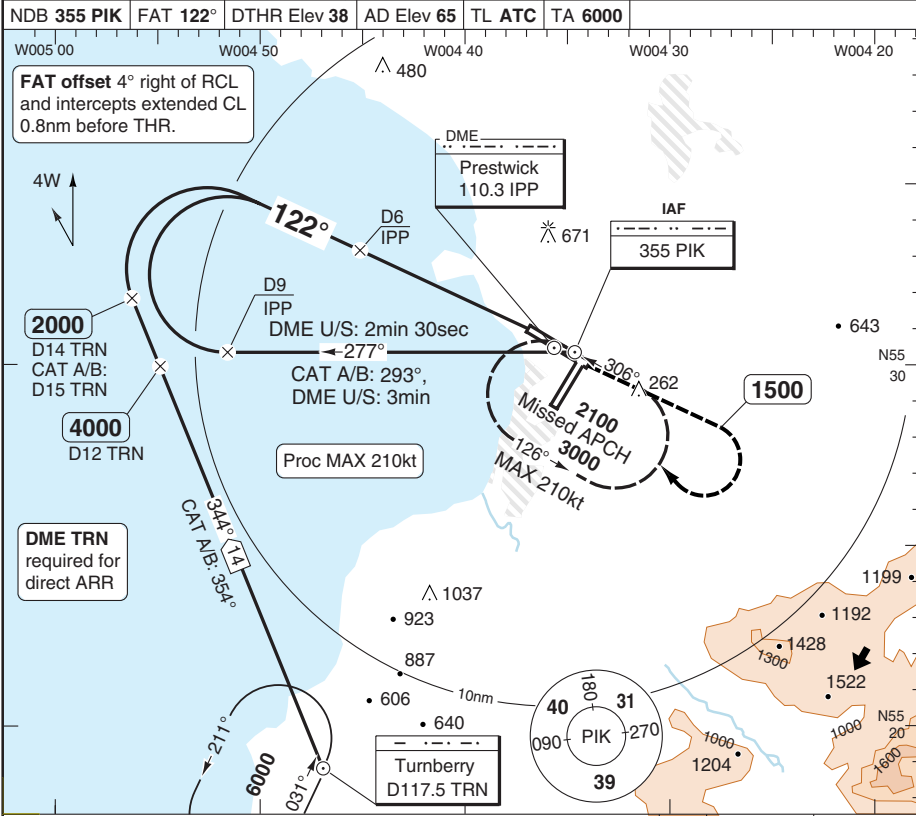 NDB 355 PIK FAT 122° DTHR Elev 38 AD Elev 65 TL ATC TA 6000
W005 00
W004 50
W004 40
W004 30
W004 20
FAT offset 4° right of RCL
and intercepts extended CL
0.8nm before THR.
480
4W
DME
Prestwick
110.3 IPP
IAF
355 PIK
671
122°
D6
IPP
D9
IPP
643
2000
D14 TRN
CAT A/B:
D15 TRN
DME U/S: 2min 30sec
277°
CAT A/B: 293°,
DME U/S: 3min
306°
262
N55
30
1500
4000
D12 TRN
2100
Missed APCH
3000
126°
MAX 210kt
Proc MAX 210kt
344°
14
CAT A/B: 354°
DME TRN
required for
direct ARR
1037
923
887
606
640
10nm
1199
1192
1428
1300
1522
1000
N55
20
1600
1000
1204
180
40
31
090
PIK
270
39
211°
6000
031°
Turnberry
D117.5 TRN